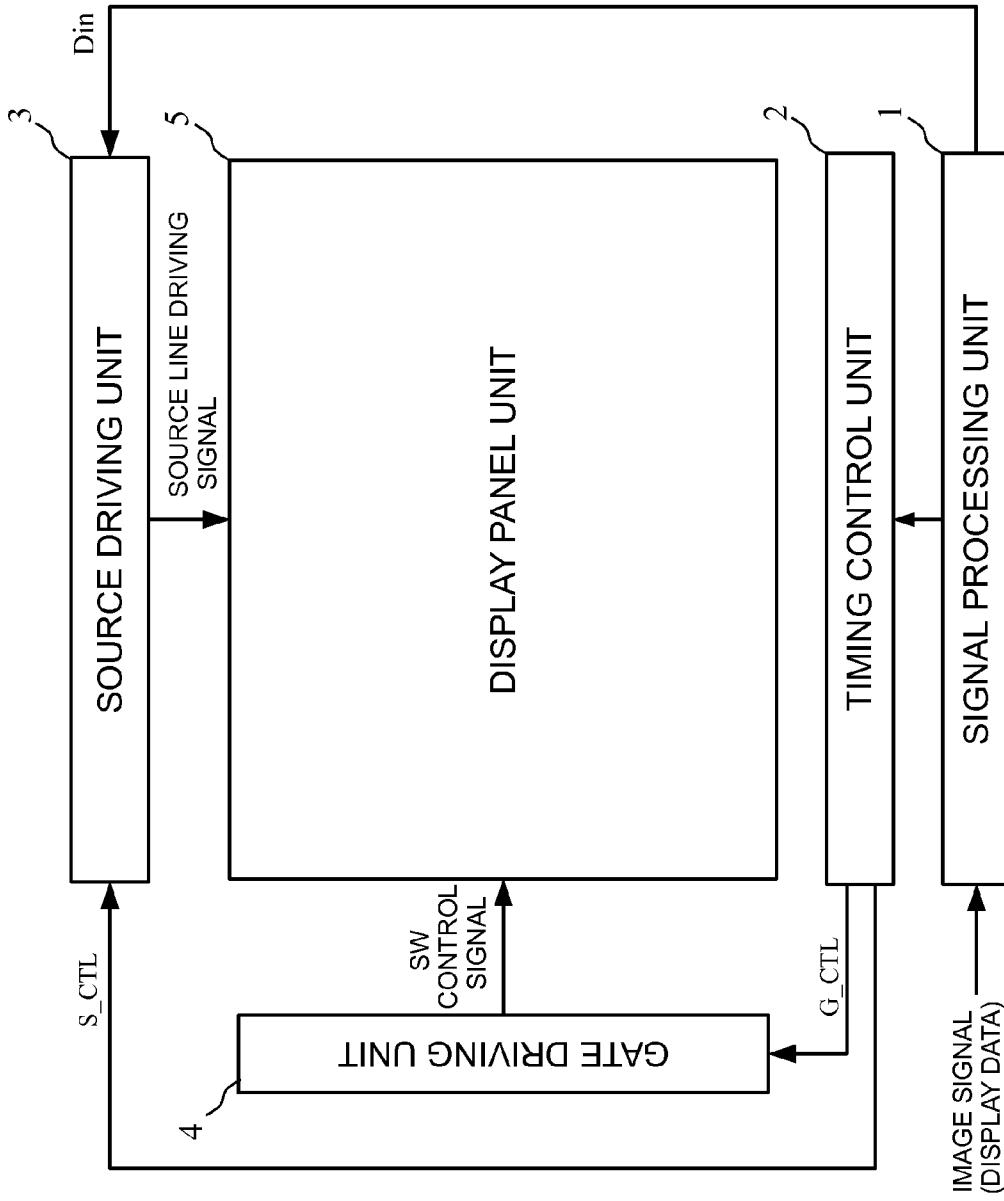 Din
3
SOURCE DRIVING UNIT
5
SOURCE LINE DRIVING
SIGNAL
S_CTL
DISPLAY PANEL UNIT
SW
CONTROL
SIGNAL
GATE DRIVING UNIT
4
2
TIMING CONTROL UNIT
G_CTL
1
SIGNAL PROCESSING UNIT
IMAGE SIGNAL
(DISPLAY DATA)